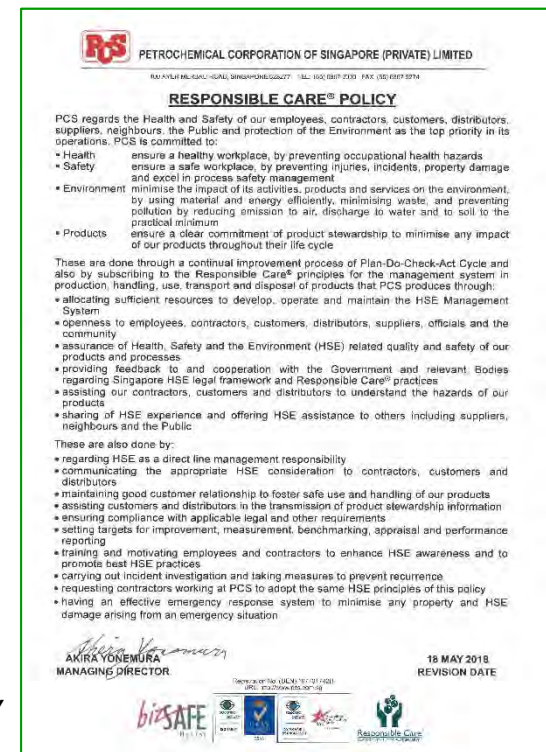 PCS
PETROCHEMICAL CORPORATION OF SINGAPORE (PRIVATE) LIMITED
RESPONSIBLE CARE® POLICY
PCS regards the Health and Safety of our employees, contractors, customers, distributors,
suppliers, neighbours, the Public and protection of the Environment as the top priority in its
operations. PCS is committed to:
• Health ensure a healthy workplace, by preventing occupational health hazards
• Safety ensure a safe workplace, by preventing injuries, incidents, property damage
and excel in process safety management
• Environment minimise the impact of its activities, products and services on the environment,
by using material and energy efficiently, minimising waste, and preventing
pollution by reducing emission to air, discharge to water and to soil to the
practical minimum
• Products ensure a clear commitment of product stewardship to minimise any impact
of our products throughout their life cycle
These are done through a continual improvement process of Plan-Do-Check-Act Cycle and
also by subscribing to the Responsible Care® principles for the management system in
production, handling, use, transport and disposal of products that PCS produces through:
• allocating sufficient resources to develop, operate and maintain the HSE Management
System
• openness to employees, contractors, customers, distributors, suppliers, officials and the
community
• assurance of Health, Safety and the Environment (HSE) related quality and safety of our
products and processes
• providing feedback to and cooperation with the Government and relevant Bodies
regarding Singapore HSE legal framework and Responsible Care® practices
• assisting our contractors, customers and distributors to understand the hazards of our
products
• sharing of HSE experience and offering HSE assistance to others including suppliers,
neighbours and the Public
These are also done by:
• regarding HSE as a direct line management responsibility
• communicating the appropriate HSE consideration to contractors, customers and
distributors
• maintaining good customer relationship to foster safe use and handling of our products
• assisting customers and distributors in the transmission of product stewardship information
• ensuring compliance with applicable legal and other requirements
• setting targets for improvement, measurement, benchmarking, appraisal and performance
reporting
• training and motivating employees and contractors to enhance HSE awareness and to
promote best HSE practices
• carrying out incident investigation and taking measures to prevent recurrence
• requesting contractors working at PCS to adopt the same HSE principles of this policy
• having an effective emergency response system to minimise any property and HSE
damage arising from an emergency situation
AKIRA YONEMURA
MANAGING DIRECTOR
18 MAY 2018
REVISION DATE
bizSAFE
Responsible Care